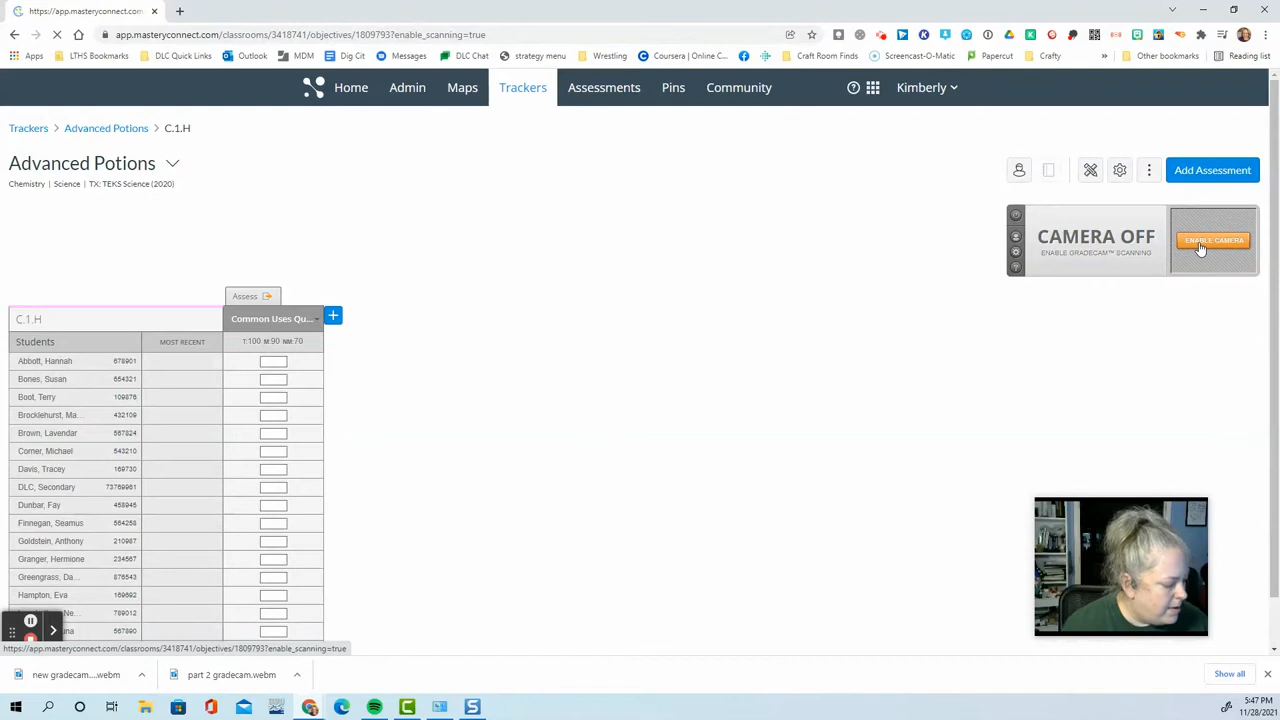 https://app.masteryconnect.com/
app.masteryconnect.com/classrooms/3418741/objectives/1809793?enable_scanning=true
Apps
LTHS Bookmarks
DLC Quick Links
Outlook
MDM
Dig Cit
Messages
DLC Chat
strategy menu
Wrestling
Coursera | Online C...
Craft Room Finds
Screencast-O-Matic
Papercut
Crafty
Other bookmarks
Reading list
Home
Admin
Maps
Trackers
Assessments
Pins
Community
Kimberly
Trackers > Advanced Potions > C.1.H
Advanced Potions
Chemistry | Science | TX: TEKS Science (2020)
Add Assessment
CAMERA OFF
ENABLE GRADECAM™ SCANNING
ENABLE CAMERA
Assess
C.1.H
Common Uses Qu...
Students
MOST RECENT
T:100 M:90 NM:70
Abbott, Hannah 678901
Bones, Susan 654321
Boot, Terry 109876
Brocklehurst, Ma... 432109
Brown, Lavendar 567824
Corner, Michael 543210
Davis, Tracey 169730
DLC, Secondary 73769961
Dunbar, Fay 458945
Finnegan, Seamus 564258
Goldstein, Anthony 210987
Granger, Hermione 234567
Greengrass, Da... 876543
Hampton, Eva 169692
789012
567890
https://app.masteryconnect.com/classrooms/3418741/objectives/1809793?enable_scanning=true
new gradecam....webm
part 2 gradecam.webm
Show all
5:47 PM
11/28/2021